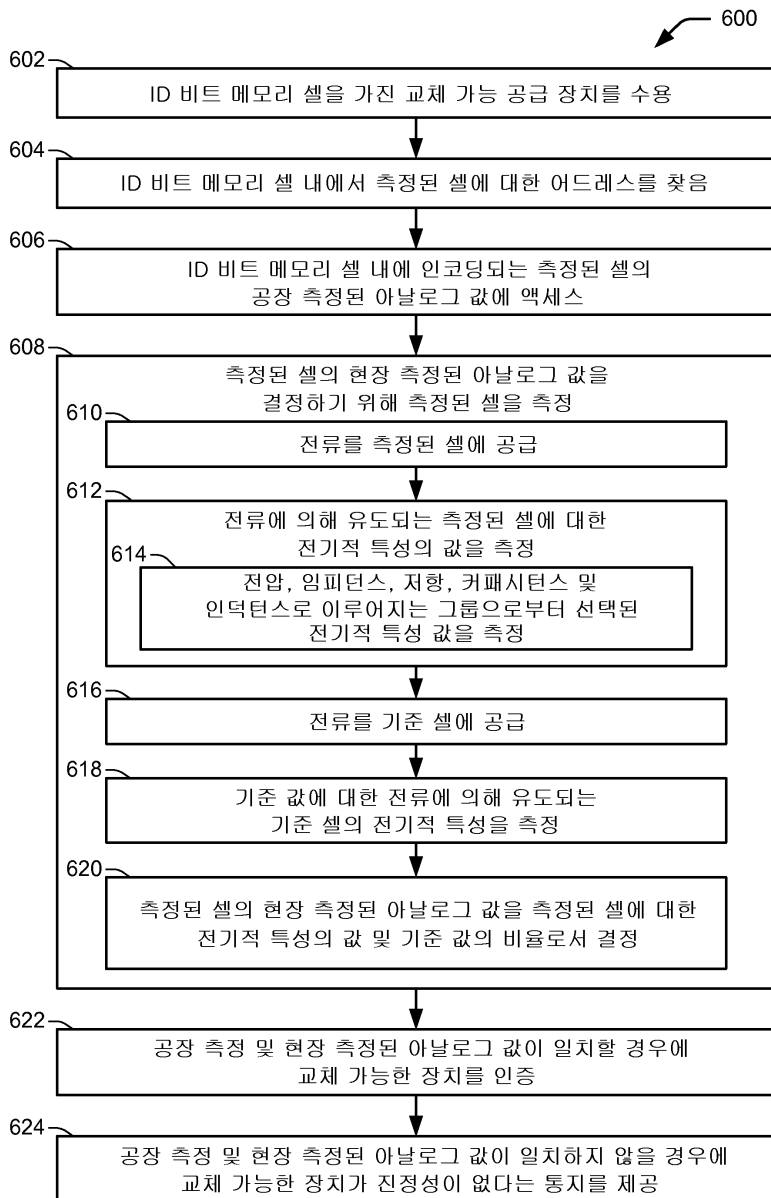 600
602
ID 비트 메모리 셀을 가진 교체 가능 공급 장치를 수용
604
ID 비트 메모리 셀 내에서 측정된 셀에 대한 어드레스를 찾음
606
ID 비트 메모리 셀 내에 인코딩되는 측정된 셀의
공장 측정된 아날로그 값에 액세스
608
측정된 셀의 현장 측정된 아날로그 값을
결정하기 위해 측정된 셀을 측정
610
전류를 측정된 셀에 공급
612
전류에 의해 유도되는 측정된 셀에 대한
전기적 특성의 값을 측정
614
전압, 임피던스, 저항, 커패시턴스 및
인덕턴스로 이루어지는 그룹으로부터 선택된
전기적 특성 값을 측정
616
전류를 기준 셀에 공급
618
기준 값에 대한 전류에 의해 유도되는
기준 셀의 전기적 특성을 측정
620
측정된 셀의 현장 측정된 아날로그 값을 측정된 셀에 대한
전기적 특성의 값 및 기준 값의 비율로서 결정
622
공장 측정 및 현장 측정된 아날로그 값이 일치할 경우에
교체 가능한 장치를 인증
624
공장 측정 및 현장 측정된 아날로그 값이 일치하지 않을 경우에
교체 가능한 장치가 진정성이 없다는 통지를 제공